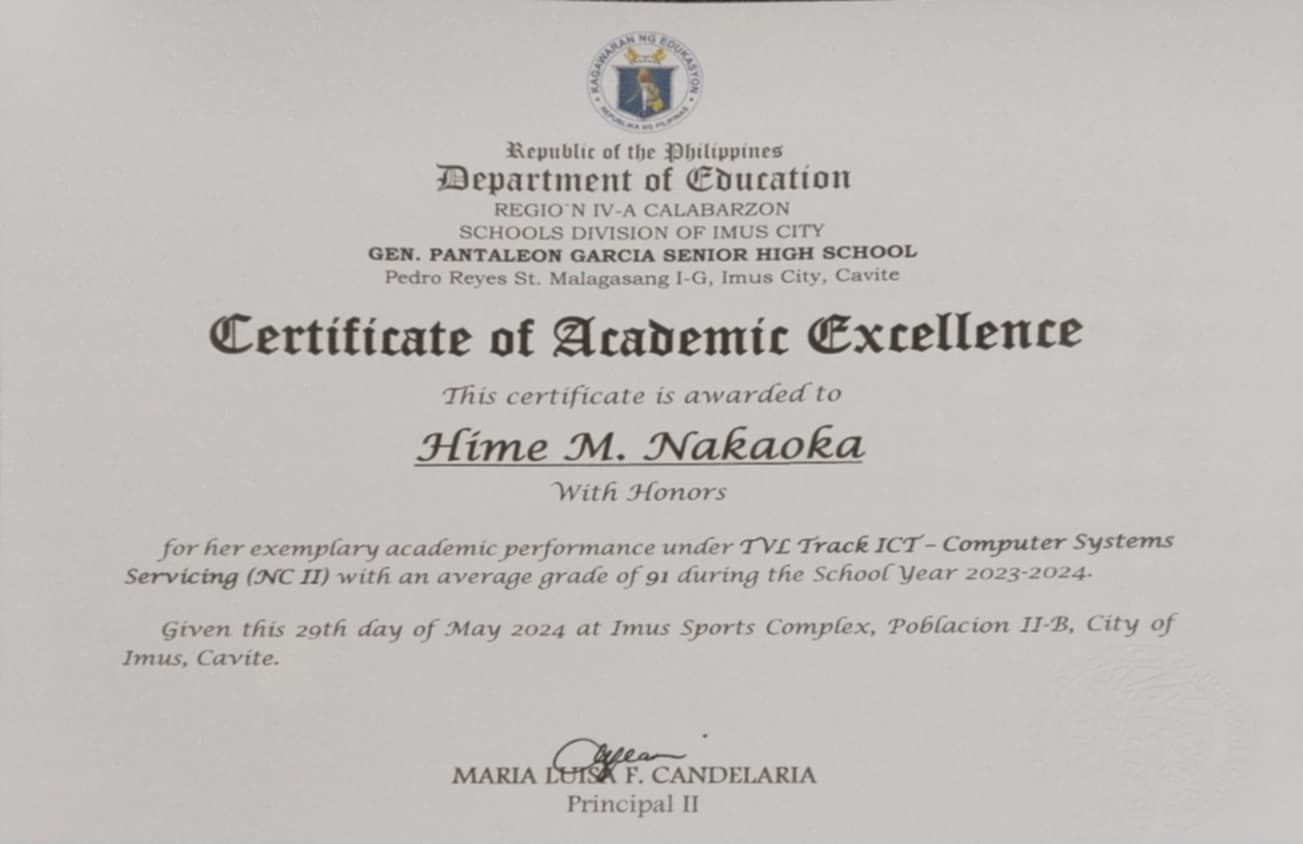 KAGAWARAN NG EDUKASYON
REPUBLIKA NG PILIPINAS
Republic of the Philippines
Department of Education
REGIO`N IV-A CALABARZON
SCHOOLS DIVISION OF IMUS CITY
GEN. PANTALEON GARCIA SENIOR HIGH SCHOOL
Pedro Reyes St. Malagasang I-G, Imus City, Cavite
Certificate of Academic Excellence
This certificate is awarded to
Hime M. Nakaoka
With Honors
for her exemplary academic performance under TVL Track ICT – Computer Systems
Servicing (NC II) with an average grade of 91 during the School Year 2023-2024.
Given this 29th day of May 2024 at Imus Sports Complex, Poblacion II-B, City of
Imus, Cavite.
MARIA LUISA F. CANDELARIA
Principal II